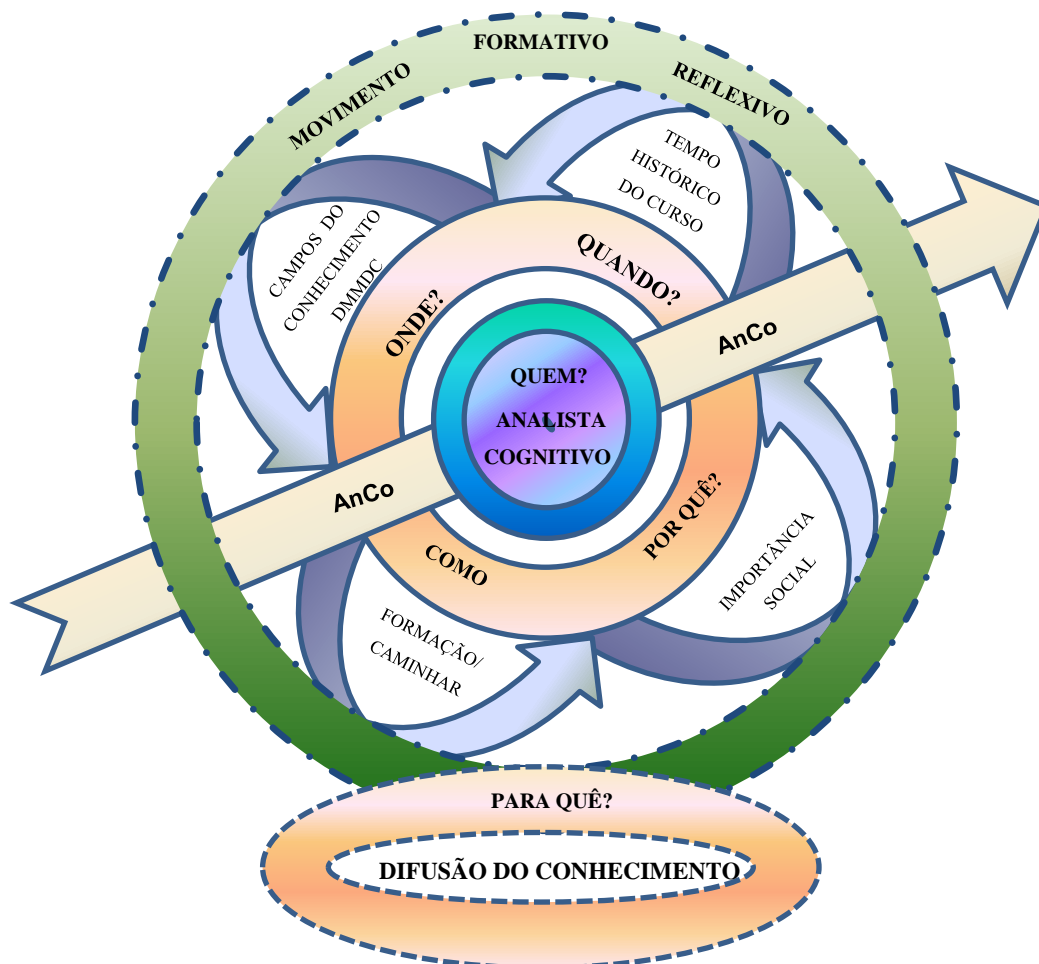 MOVIMENTO FORMATIVO REFLEXIVO
CAMPOS DO
CONHECIMENTO
DMMDC
TEMPO
HISTÓRICO
DO CURSO
ONDE?
QUANDO?
AnCo
QUEM?
ANALISTA
COGNITIVO
AnCo
COMO
POR QUÊ?
FORMAÇÃO/
CAMINHAR
IMPORTÂNCIA
SOCIAL
PARA QUÊ?
DIFUSÃO DO CONHECIMENTO